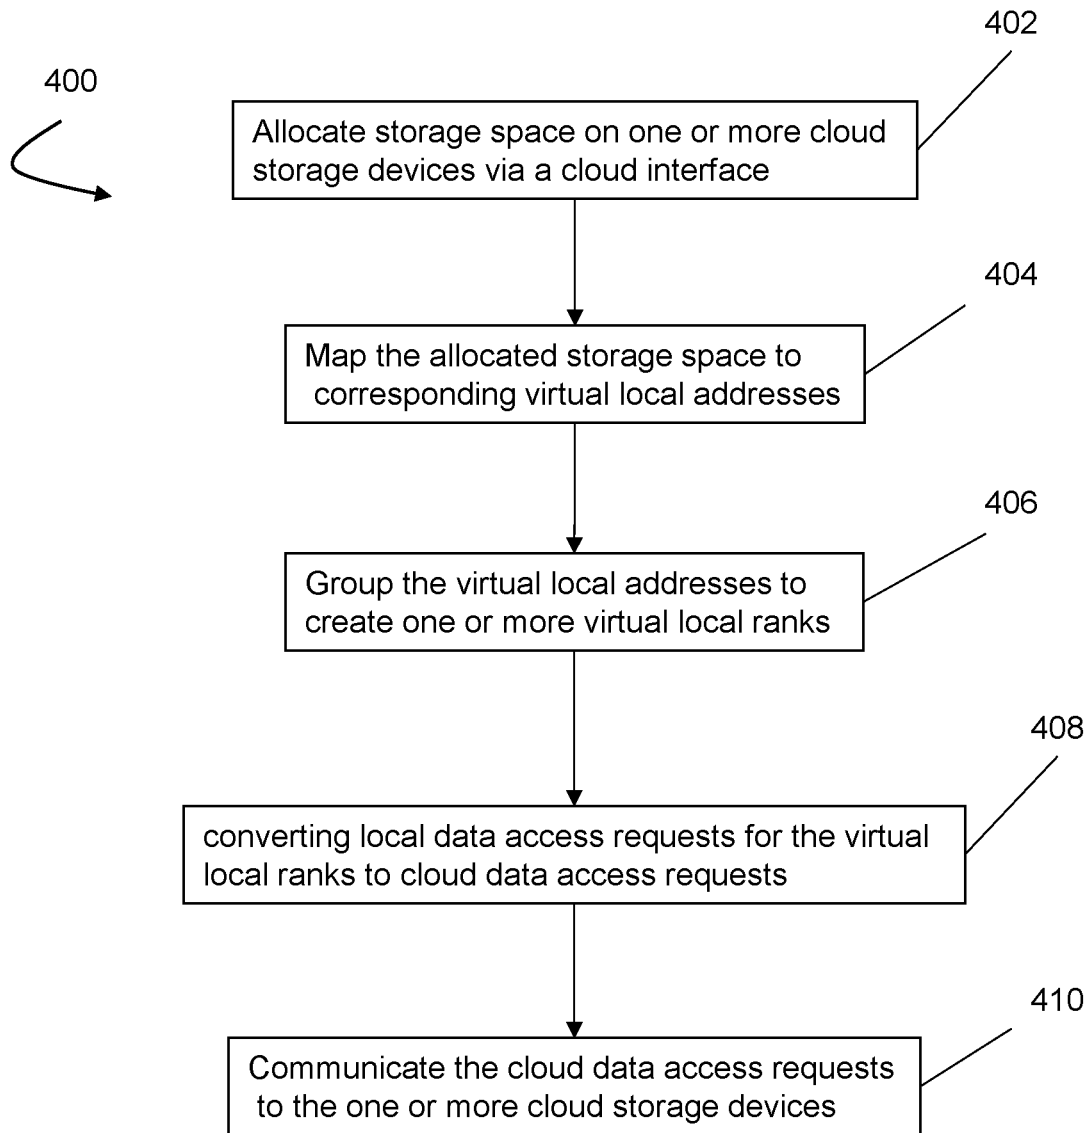 402
400
Allocate storage space on one or more cloud
storage devices via a cloud interface
404
Map the allocated storage space to
corresponding virtual local addresses
406
Group the virtual local addresses to
create one or more virtual local ranks
408
converting local data access requests for the virtual
local ranks to cloud data access requests
410
Communicate the cloud data access requests
to the one or more cloud storage devices